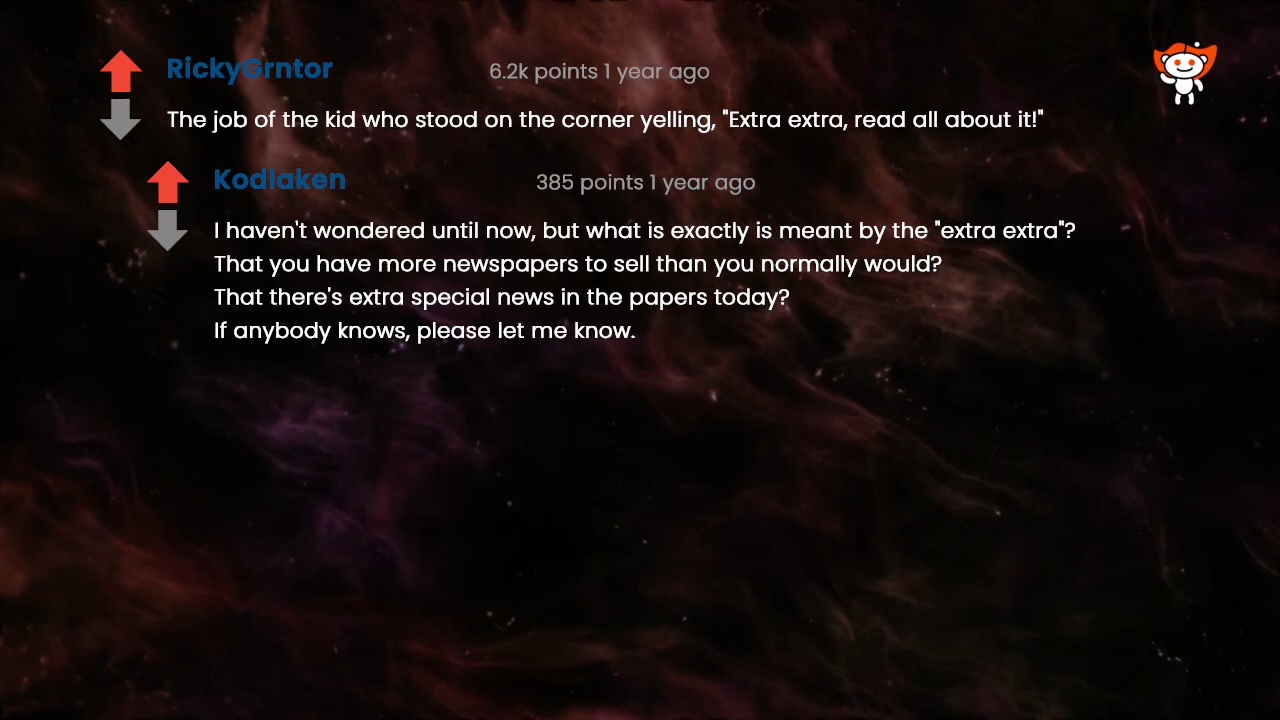 RickyGrntor 6.2k points 1 year ago
The job of the kid who stood on the corner yelling, "Extra extra, read all about it!"
Kodlaken 385 points 1 year ago
I haven't wondered until now, but what is exactly is meant by the "extra extra"?
That you have more newspapers to sell than you normally would?
That there's extra special news in the papers today?
If anybody knows, please let me know.